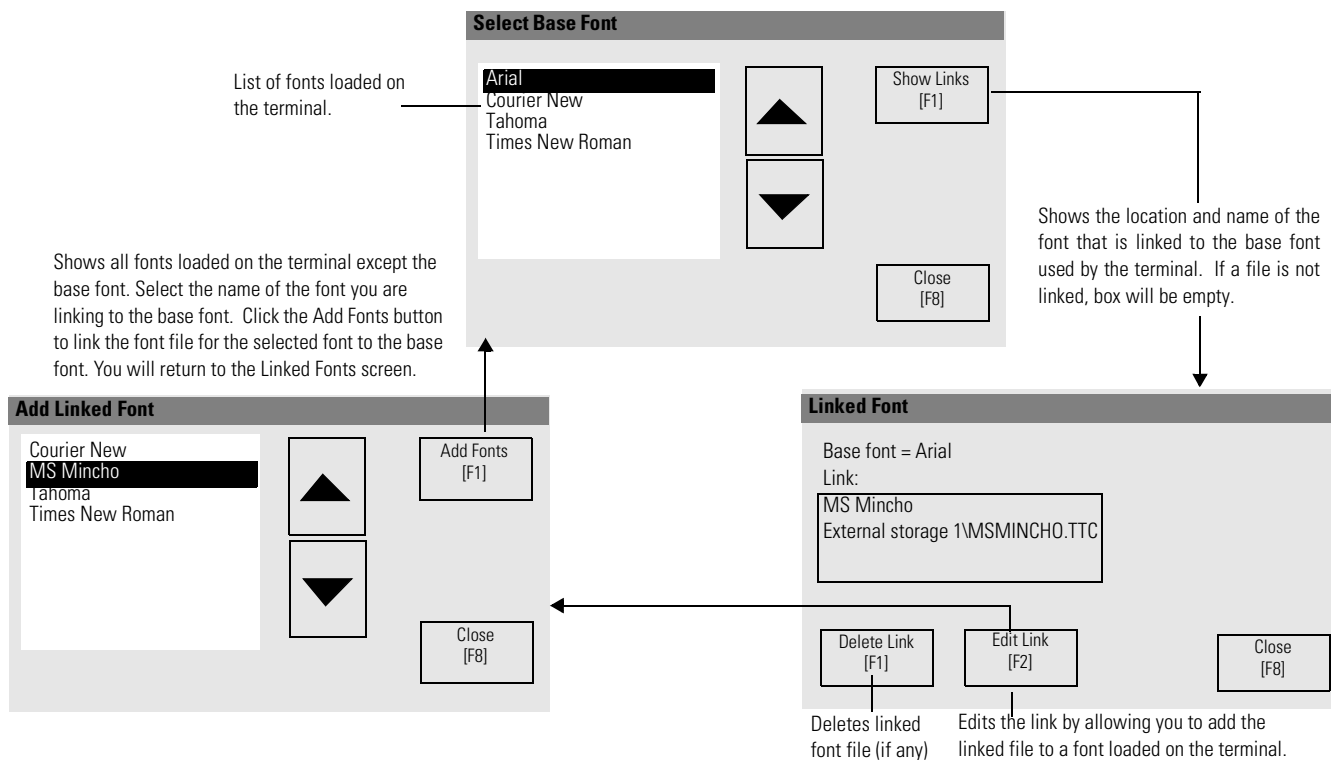 Select Base Font
List of fonts loaded on
the terminal.
Arial
Courier New
Tahoma
Times New Roman
Show Links
[F1]
Close
[F8]
Shows the location and name of the
font that is linked to the base font
used by the terminal. If a file is not
linked, box will be empty.
Shows all fonts loaded on the terminal except the
base font. Select the name of the font you are
linking to the base font. Click the Add Fonts button
to link the font file for the selected font to the base
font. You will return to the Linked Fonts screen.
Add Linked Font
Courier New
MS Mincho
Tahoma
Times New Roman
Add Fonts
[F1]
Close
[F8]
Linked Font
Base font = Arial
Link:
MS Mincho
External storage 1\MSMINCHO.TTC
Delete Link
[F1]
Edit Link
[F2]
Close
[F8]
Deletes linked
font file (if any)
Edits the link by allowing you to add the
linked file to a font loaded on the terminal.